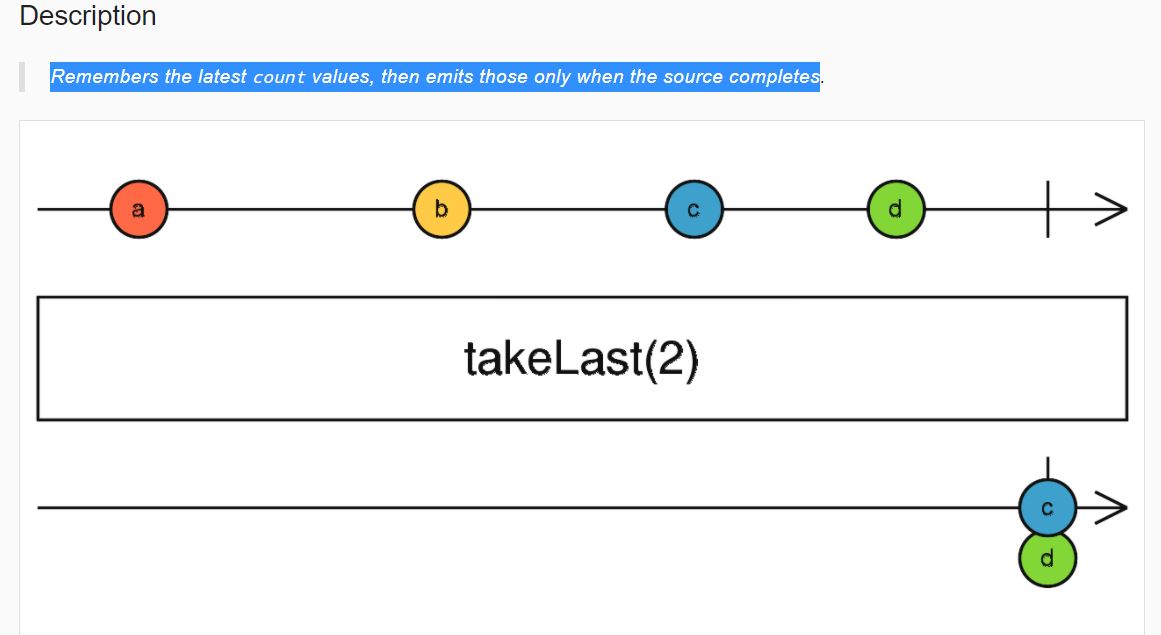 Description
Remembers the latest count values, then emits those only when the source completes.
a b c d
takeLast(2)
c
d